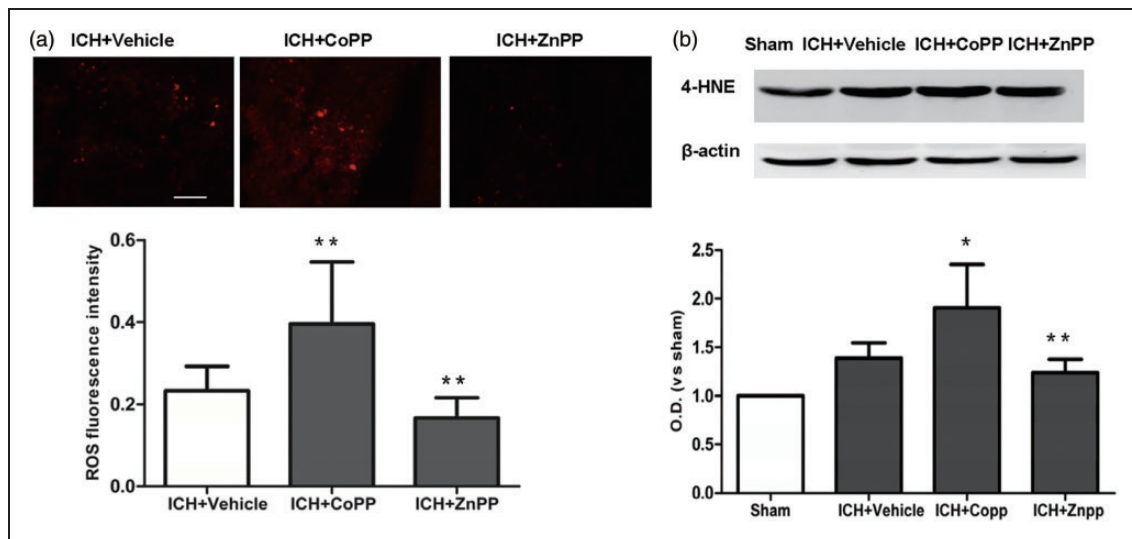 (a)
ICH+Vehicle ICH+CoPP ICH+ZnPP
ROS fluorescence intensity
0.6
0.4
0.2
0.0
**
**
ICH+Vehicle ICH+CoPP ICH+ZnPP
(b)
Sham ICH+Vehicle ICH+CoPP ICH+ZnPP
4-HNE
β-actin
O.D. (vs sham)
2.5
2.0
1.5
1.0
0.5
0.0
*
**
Sham ICH+Vehicle ICH+Copp ICH+Znpp